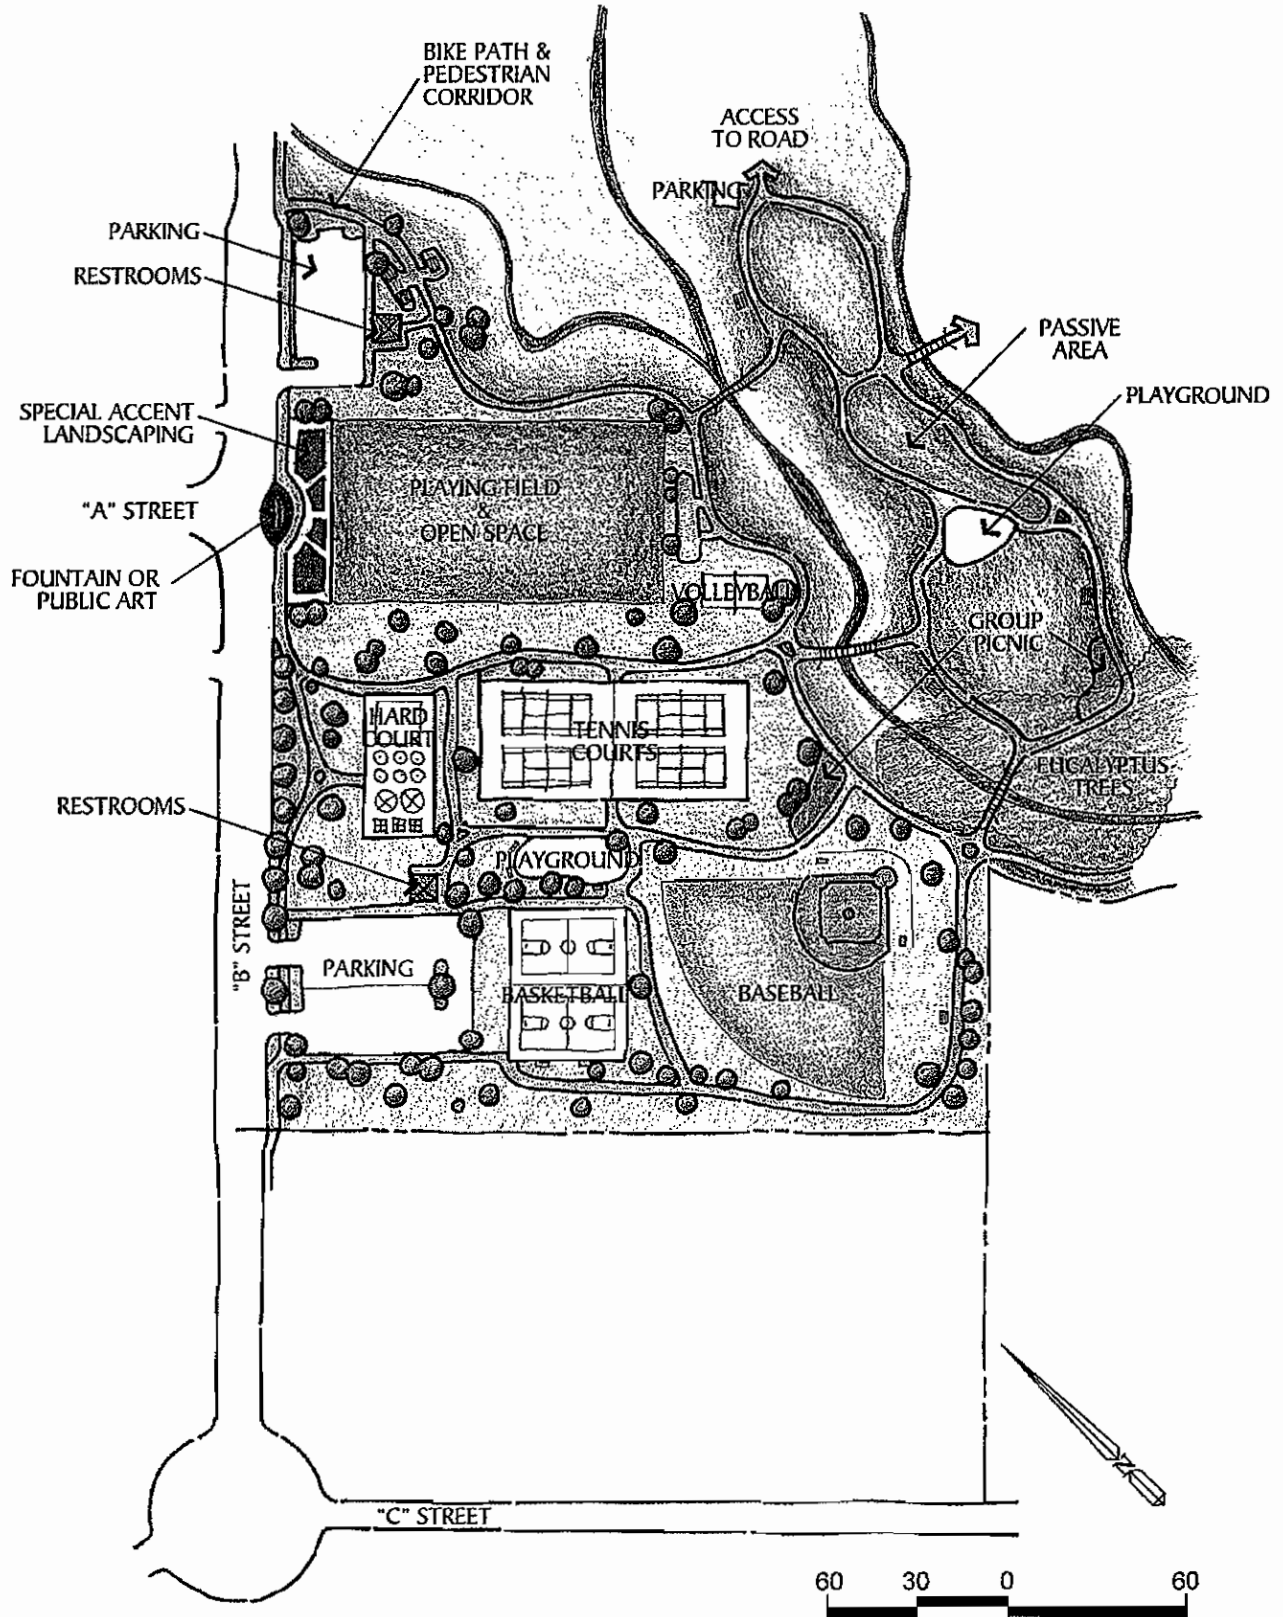 BIKE PATH &
PEDESTRIAN
CORRIDOR
ACCESS
TO ROAD
PARKING
PARKING
RESTROOMS
PASSIVE
AREA
PLAYGROUND
SPECIAL ACCENT
LANDSCAPING
"A" STREET
PLAYING FIELD
&
OPEN SPACE
FOUNTAIN OR
PUBLIC ART
VOLLEYBALL
GROUP
PICNIC
HARD
COURT
TENNIS
COURTS
EUCALYPTUS
TREES
RESTROOMS
PLAYGROUND
"B" STREET
PARKING
BASKETBALL
BASEBALL
N
"C" STREET
60 30 0 60